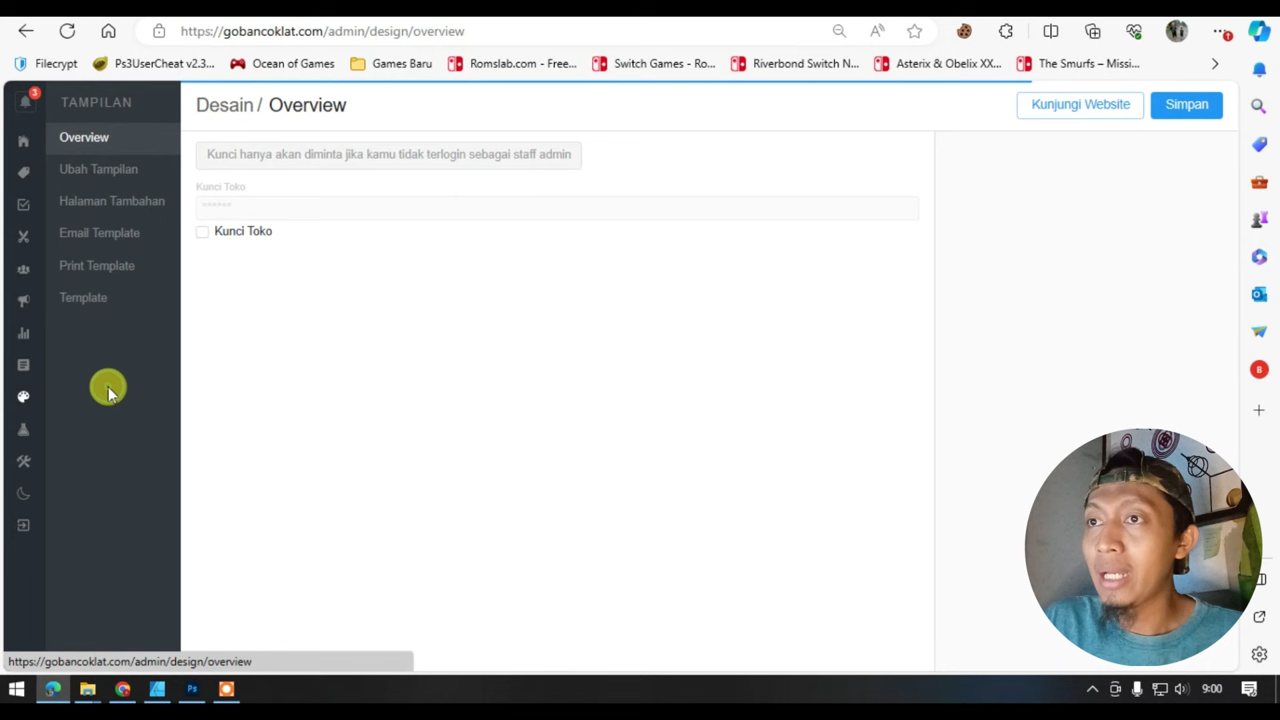 https://gobancoklat.com/admin/design/overview
Filecrypt
Ps3UserCheat v2.3...
Ocean of Games
Games Baru
Romslab.com - Free...
Switch Games - Ro...
Riverbond Switch N...
Asterix & Obelix XX...
The Smurfs – Missi...
3
TAMPILAN
Overview
Ubah Tampilan
Halaman Tambahan
Email Template
Print Template
Template
Desain / Overview
Kunjungi Website
Simpan
Kunci hanya akan diminta jika kamu tidak terlogin sebagai staff admin
Kunci Toko
******
Kunci Toko
B
https://gobancoklat.com/admin/design/overview
Ps
9:00